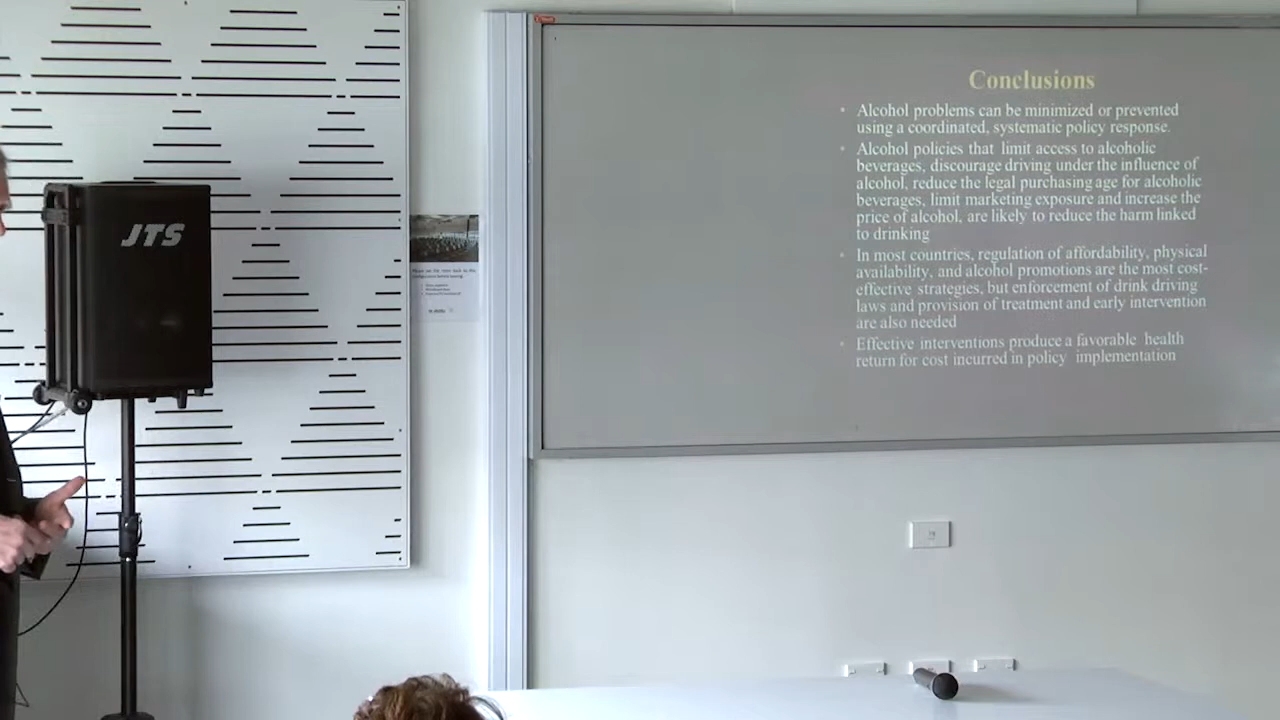 Conclusions
Alcohol problems can be minimized or prevented
using a coordinated, systematic policy response.
Alcohol policies that limit access to alcoholic
beverages, discourage driving under the influence of
alcohol, reduce the legal purchasing age for alcoholic
beverages, limit marketing exposure and increase the
price of alcohol, are likely to reduce the harm linked
to drinking
In most countries, regulation of affordability, physical
availability, and alcohol promotions are the most cost-
effective strategies, but enforcement of drink driving
laws and provision of treatment and early intervention
are also needed
Effective interventions produce a favorable health
return for cost incurred in policy implementation
JTS